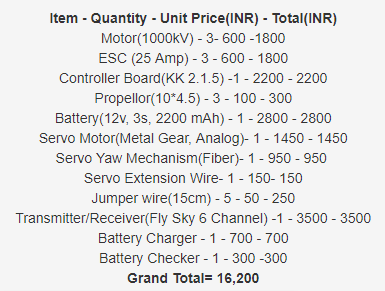 Item - Quantity - Unit Price(INR) - Total(INR)
Motor(1000kV) - 3- 600 -1800
ESC (25 Amp) - 3 - 600 - 1800
Controller Board(KK 2.1.5) -1 - 2200 - 2200
Propellor(10*4.5) - 3 - 100 - 300
Battery(12v, 3s, 2200 mAh) - 1 - 2800 - 2800
Servo Motor(Metal Gear, Analog)- 1 - 1450 - 1450
Servo Yaw Mechanism(Fiber)- 1 - 950 - 950
Servo Extension Wire- 1 - 150- 150
Jumper wire(15cm) - 5 - 50 - 250
Transmitter/Receiver(Fly Sky 6 Channel) -1 - 3500 - 3500
Battery Charger - 1 - 700 - 700
Battery Checker - 1 - 300 -300
Grand Total= 16,200